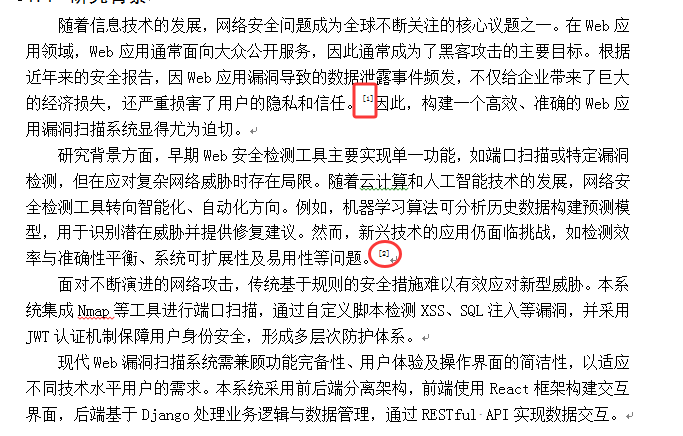 随着信息技术的发展，网络安全问题成为全球不断关注的核心议题之一。在 Web 应
用领域，Web 应用通常面向大众公开服务，因此通常成为了黑客攻击的主要目标。根据
近年来的安全报告，因 Web 应用漏洞导致的数据泄露事件频发，不仅给企业带来了巨大
的经济损失，还严重损害了用户的隐私和信任。[1]因此，构建一个高效、准确的 Web 应
用漏洞扫描系统显得尤为迫切。
研究背景方面，早期 Web 安全检测工具主要实现单一功能，如端口扫描或特定漏洞
检测，但在应对复杂网络威胁时存在局限。随着云计算和人工智能技术的发展，网络安
全检测工具转向智能化、自动化方向。例如，机器学习算法可分析历史数据构建预测模
型，用于识别潜在威胁并提供修复建议。然而，新兴技术的应用仍面临挑战，如检测效
率与准确性平衡、系统可扩展性及易用性等问题。[2]
面对不断演进的网络攻击，传统基于规则的安全措施难以有效应对新型威胁。本系
统集成 Nmap 等工具进行端口扫描，通过自定义脚本检测 XSS、SQL 注入等漏洞，并采用
JWT 认证机制保障用户身份安全，形成多层次防护体系。
现代 Web 漏洞扫描系统需兼顾功能完备性、用户体验及操作界面的简洁性，以适应
不同技术水平用户的需求。本系统采用前后端分离架构，前端使用 React 框架构建交互
界面，后端基于 Django 处理业务逻辑与数据管理，通过 RESTful API 实现数据交互。